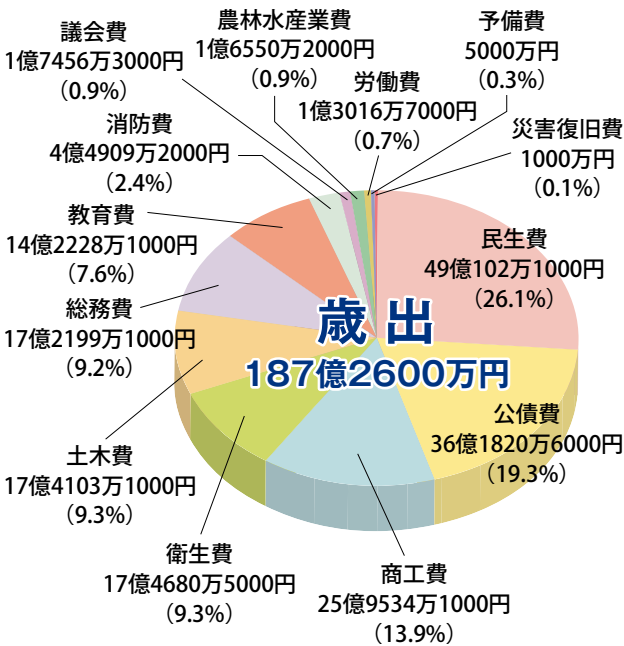 議会費
1億7456万3000円
（0.9%）
農林水産業費
1億6550万2000円
（0.9%）
予備費
5000万円
（0.3%）
労働費
1億3016万7000円
（0.7%）
災害復旧費
1000万円
（0.1%）
消防費
4億4909万2000円
（2.4%）
教育費
14億2228万1000円
（7.6%）
総務費
17億2199万1000円
（9.2%）
土木費
17億4103万1000円
（9.3%）
衛生費
17億4680万5000円
（9.3%）
商工費
25億9534万1000円
（13.9%）
公債費
36億1820万6000円
（19.3%）
民生費
49億102万1000円
（26.1%）
歳出
187億2600万円